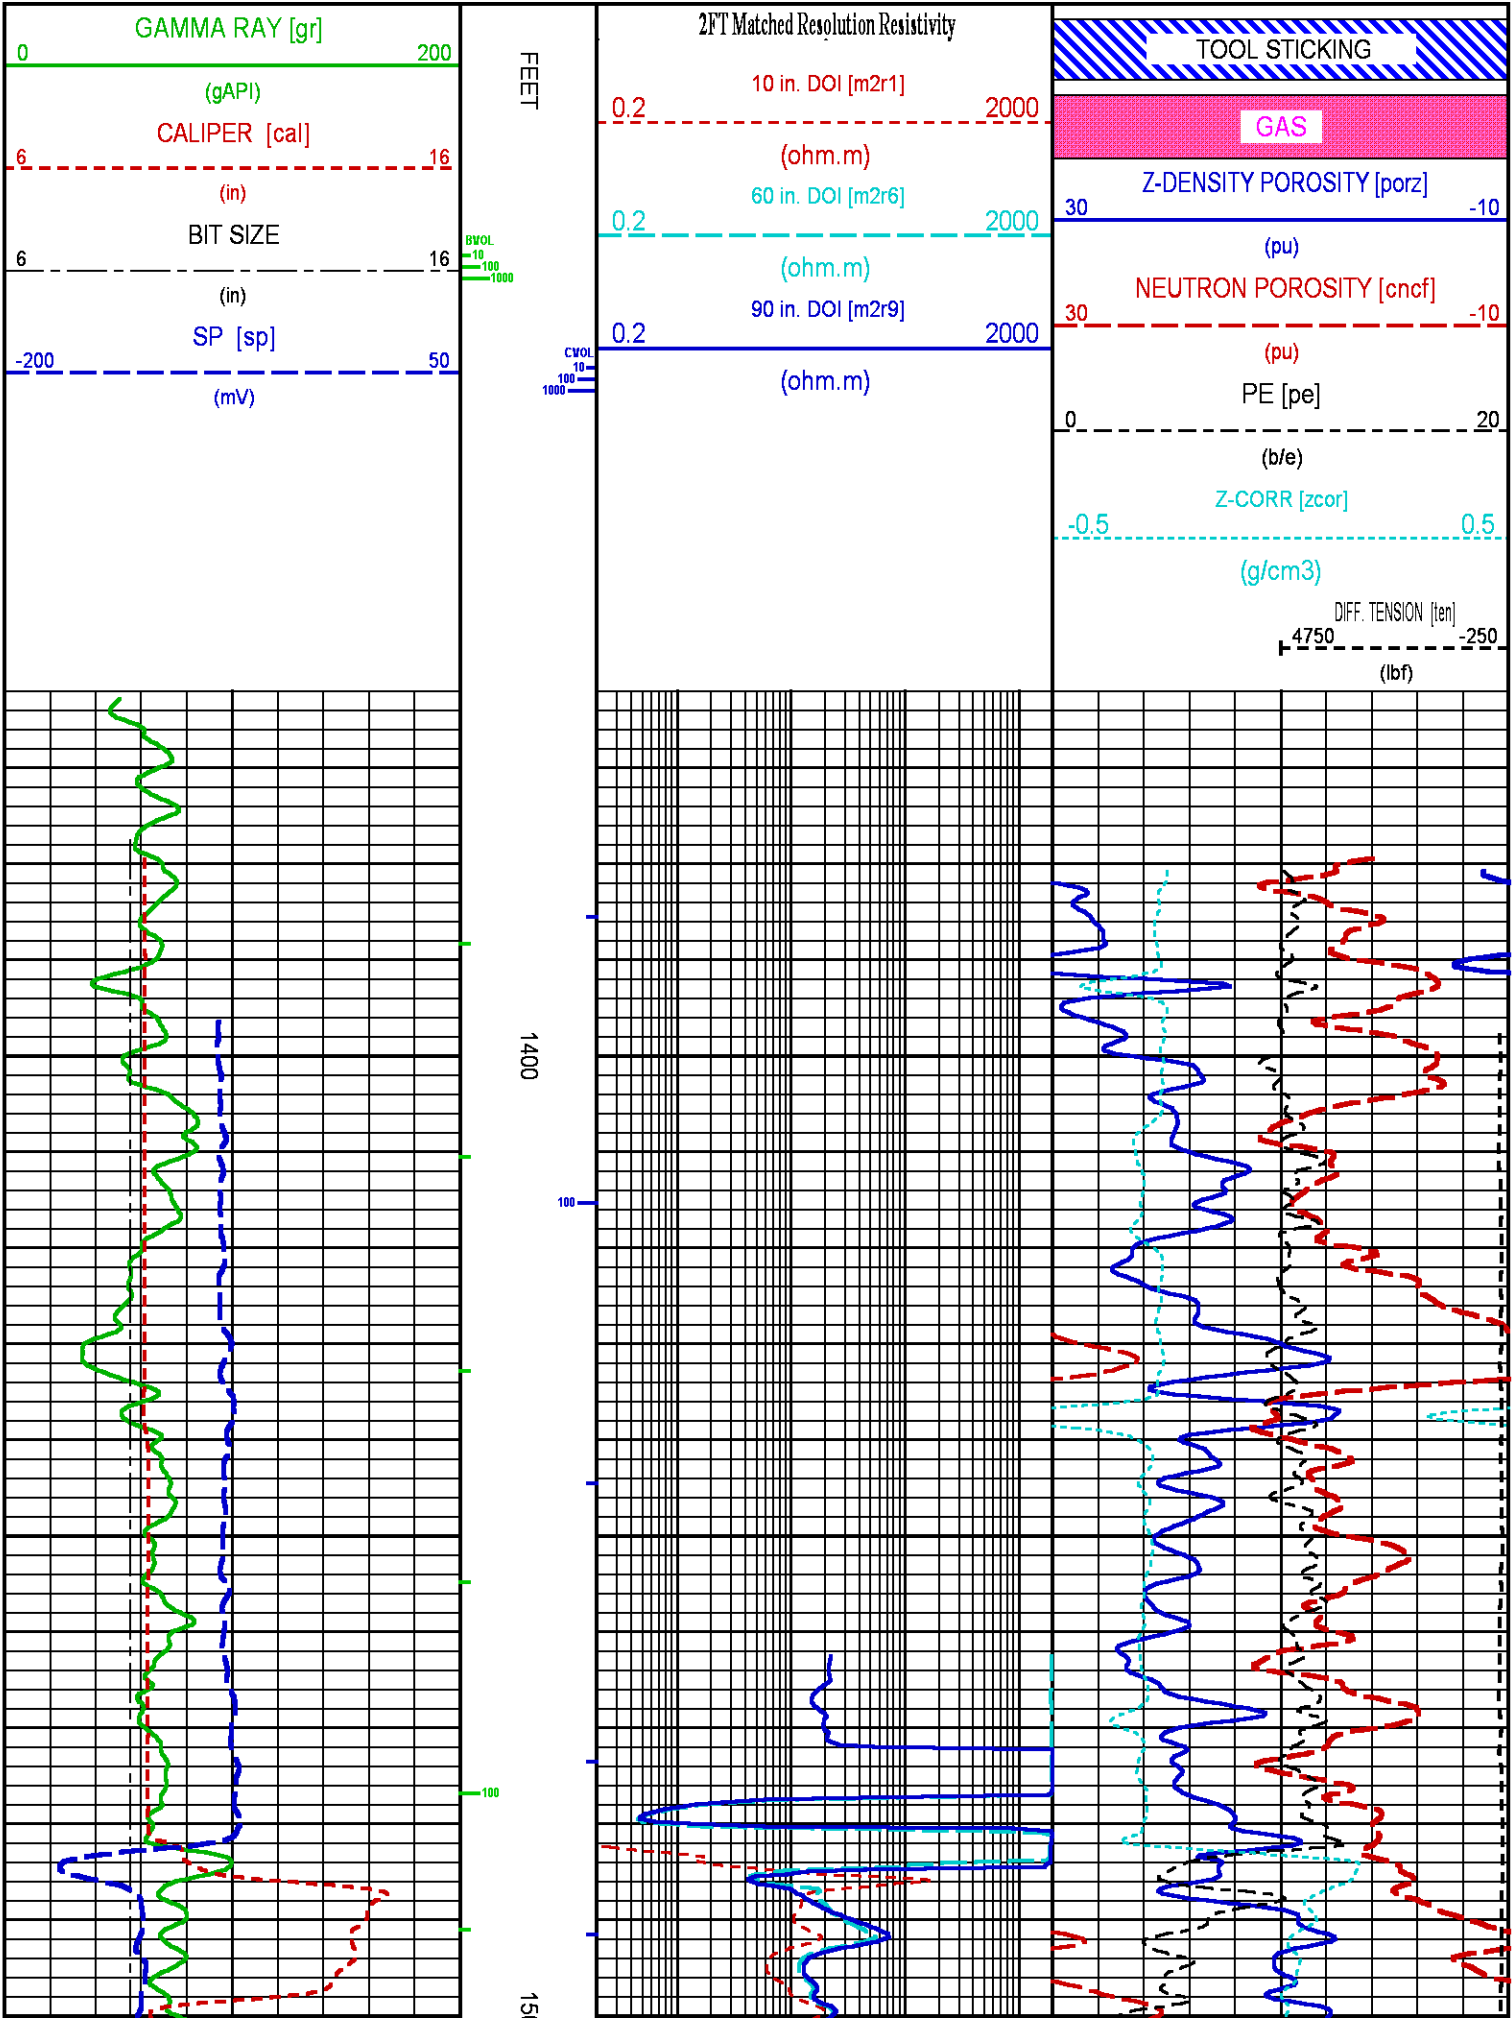 GAMMA RAY [gr]
0 200
(gAPI)
CALIPER [cal]
6 16
(in)
BIT SIZE
6 16
(in)
SP [sp]
-200 50
(mV)
FEET
BVOL
10
100
1000
CVOL
10
100
1000
2FT Matched Resolution Resistivity
10 in. DOI [m2r1]
0.2 2000
(ohm.m)
60 in. DOI [m2r6]
0.2 2000
(ohm.m)
90 in. DOI [m2r9]
0.2 2000
(ohm.m)
TOOL STICKING
GAS
Z-DENSITY POROSITY [porz]
30 -10
(pu)
NEUTRON POROSITY [cncf]
30 -10
(pu)
PE [pe]
0 20
(b/e)
Z-CORR [zcor]
-0.5 0.5
(g/cm3)
DIFF. TENSION [ten]
4750 -250
(lbf)
1400
100
100